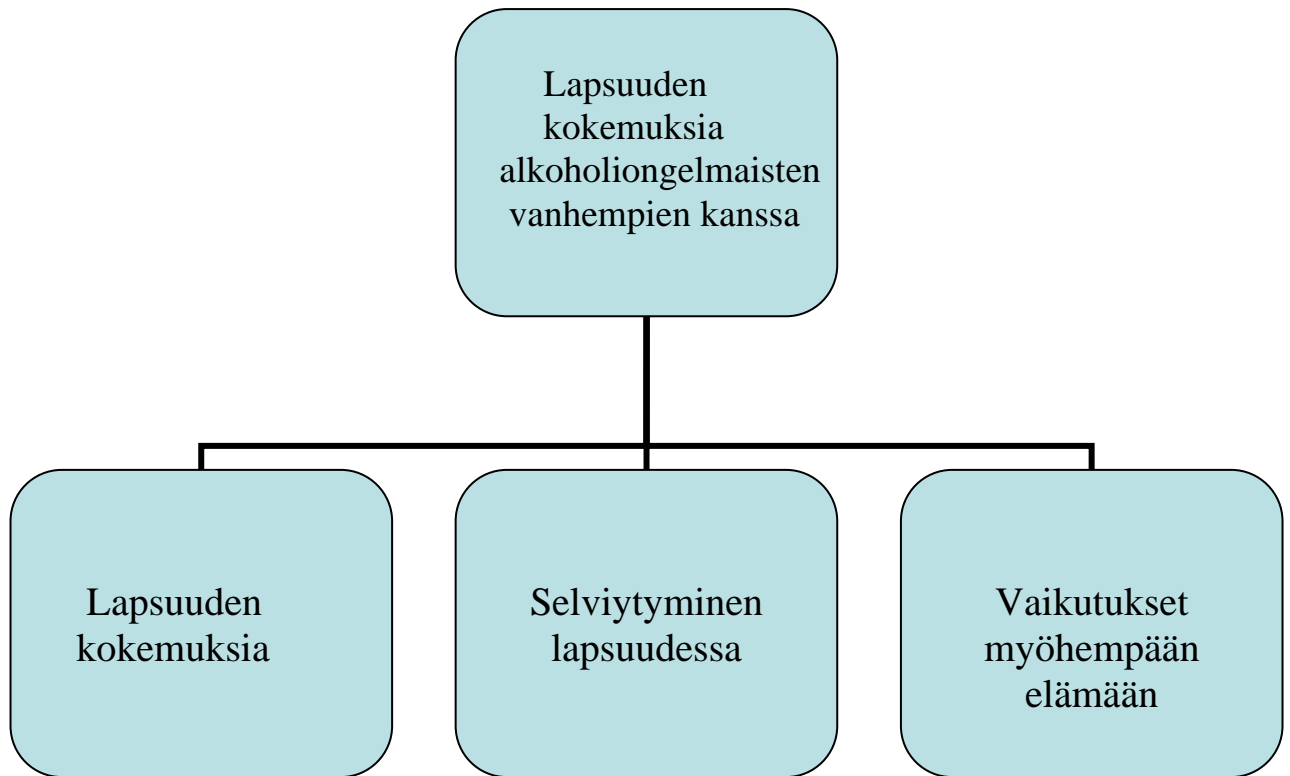 Lapsuuden
kokemuksia
alkoholiongelmaisten
vanhempien kanssa
Lapsuuden
kokemuksia
Selviytyminen
lapsuudessa
Vaikutukset
myöhempään
elämään